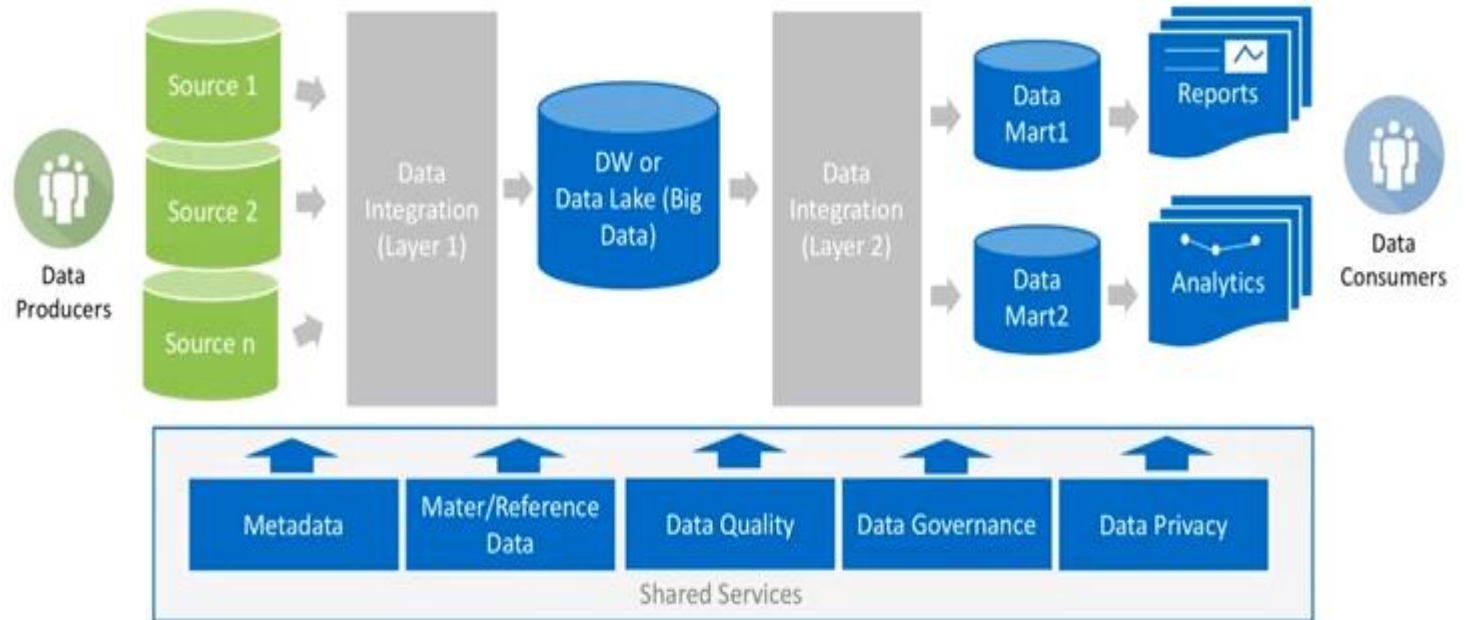 Data
Producers
Source 1
Source 2
Source n
Data
Integration
(Layer 1)
DW or
Data Lake (Big
Data)
Data
Integration
(Layer 2)
Data
Mart1
Data
Mart2
Reports
Analytics
Data
Consumers
Metadata
Mater/Reference
Data
Data Quality
Data Governance
Data Privacy
Shared Services